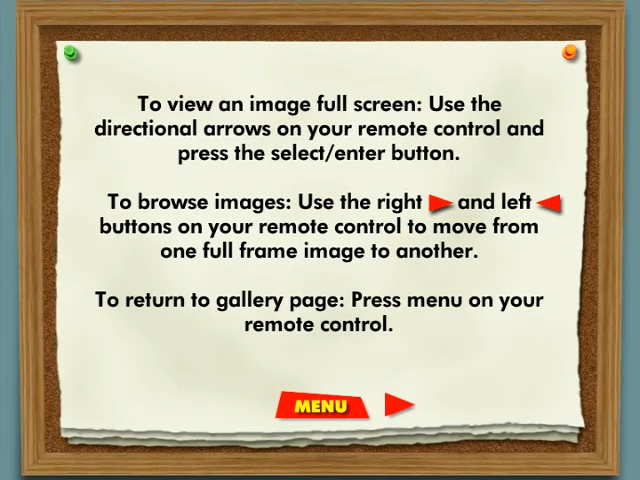 To view an image full screen: Use the
directional arrows on your remote control and
press the select/enter button.
To browse images: Use the right and left
buttons on your remote control to move from
one full frame image to another.
To return to gallery page: Press menu on your
remote control.
MENU